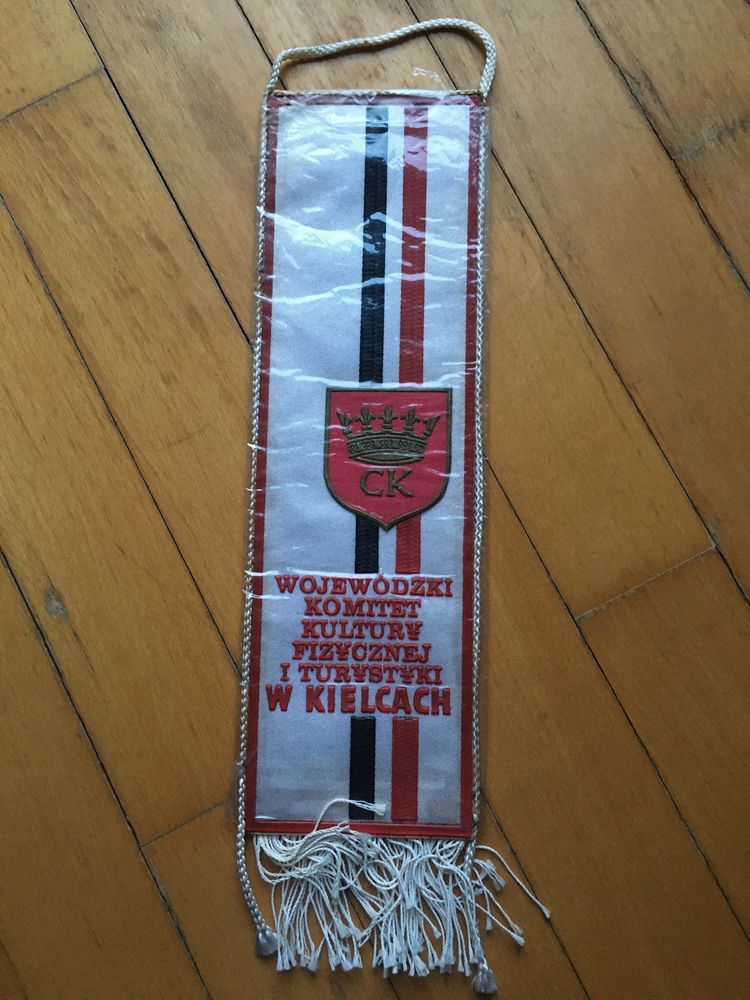 CK
WOJEWÓDZKI
KOMITET
KULTURY
FIZYCZNEJ
I TURYSTYKI
W KIELCACH